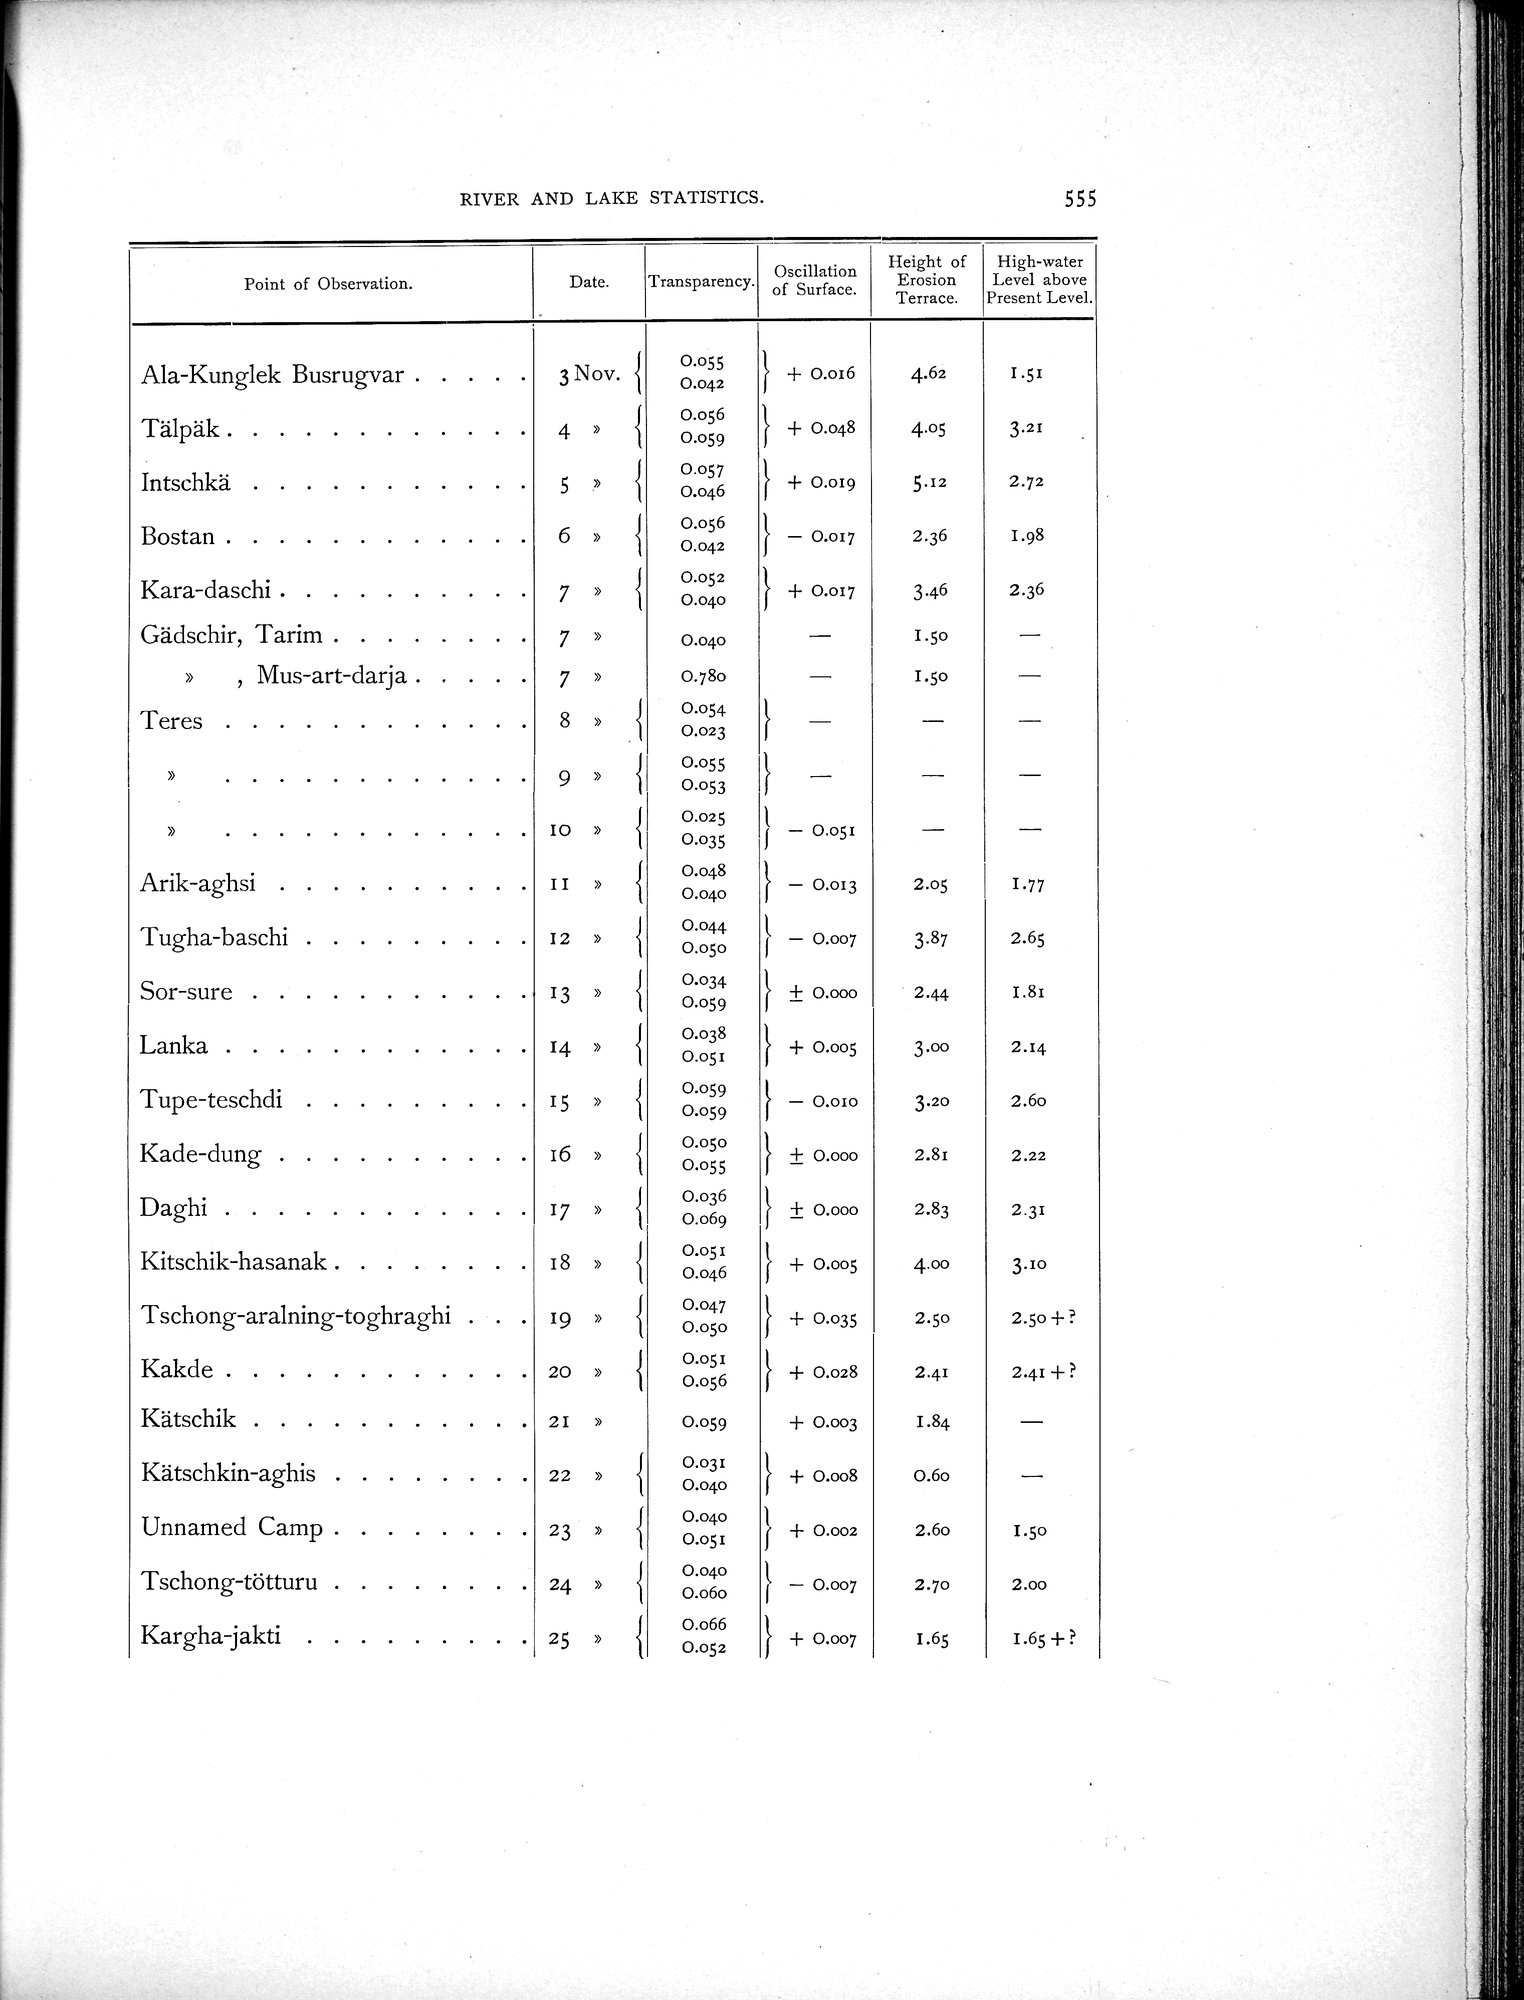 RIVER AND LAKE STATISTICS. 555
Point of Observation. Date. Transparency. Oscillation of Surface. Height of Erosion Terrace. High-water Level above Present Level.
Ala-Kunglek Busrugvar . . . . . 3 Nov. { 0.055 0.042 } + 0.016 4.62 1.51
Tälpäk . . . . . . . . . . . . 4 » { 0.056 0.059 } + 0.048 4.05 3.21
Intschkä . . . . . . . . . . . 5 » { 0.057 0.046 } + 0.019 5.12 2.72
Bostan . . . . . . . . . . . . 6 » { 0.056 0.042 } — 0.017 2.36 1.98
Kara-daschi . . . . . . . . . . 7 » { 0.052 0.040 } + 0.017 3.46 2.36
Gädschir, Tarim . . . . . . . . 7 » 0.040 — 1.50 —
» , Mus-art-darja . . . . . 7 » 0.780 — 1.50 —
Teres . . . . . . . . . . . . 8 » { 0.054 0.023 } — — —
» . . . . . . . . . . . . 9 » { 0.055 0.053 } — — —
» . . . . . . . . . . . . 10 » { 0.025 0.035 } — 0.051 — —
Arik-aghsi . . . . . . . . . . 11 » { 0.048 0.040 } — 0.013 2.05 1.77
Tugha-baschi . . . . . . . . . 12 » { 0.044 0.050 } — 0.007 3.87 2.65
Sor-sure . . . . . . . . . . . 13 » { 0.034 0.059 } ± 0.000 2.44 1.81
Lanka . . . . . . . . . . . . 14 » { 0.038 0.051 } + 0.005 3.00 2.14
Tupe-teschdi . . . . . . . . . 15 » { 0.059 0.059 } — 0.010 3.20 2.60
Kade-dung . . . . . . . . . . 16 » { 0.050 0.055 } ± 0.000 2.81 2.22
Daghi . . . . . . . . . . . . 17 » { 0.036 0.069 } ± 0.000 2.83 2.31
Kitschik-hasanak . . . . . . . . 18 » { 0.051 0.046 } + 0.005 4.00 3.10
Tschong-aralning-toghraghi . . . 19 » { 0.047 0.050 } + 0.035 2.50 2.50 + ?
Kakde . . . . . . . . . . . . 20 » { 0.051 0.056 } + 0.028 2.41 2.41 + ?
Kätschik . . . . . . . . . . . 21 » 0.059 + 0.003 1.84 —
Kätschkin-aghis . . . . . . . . 22 » { 0.031 0.040 } + 0.008 0.60 —
Unnamed Camp . . . . . . . . 23 » { 0.040 0.051 } + 0.002 2.60 1.50
Tschong-tötturu . . . . . . . . 24 » { 0.040 0.060 } — 0.007 2.70 2.00
Kargha-jakti . . . . . . . . . 25 » { 0.066 0.052 } + 0.007 1.65 1.65 + ?